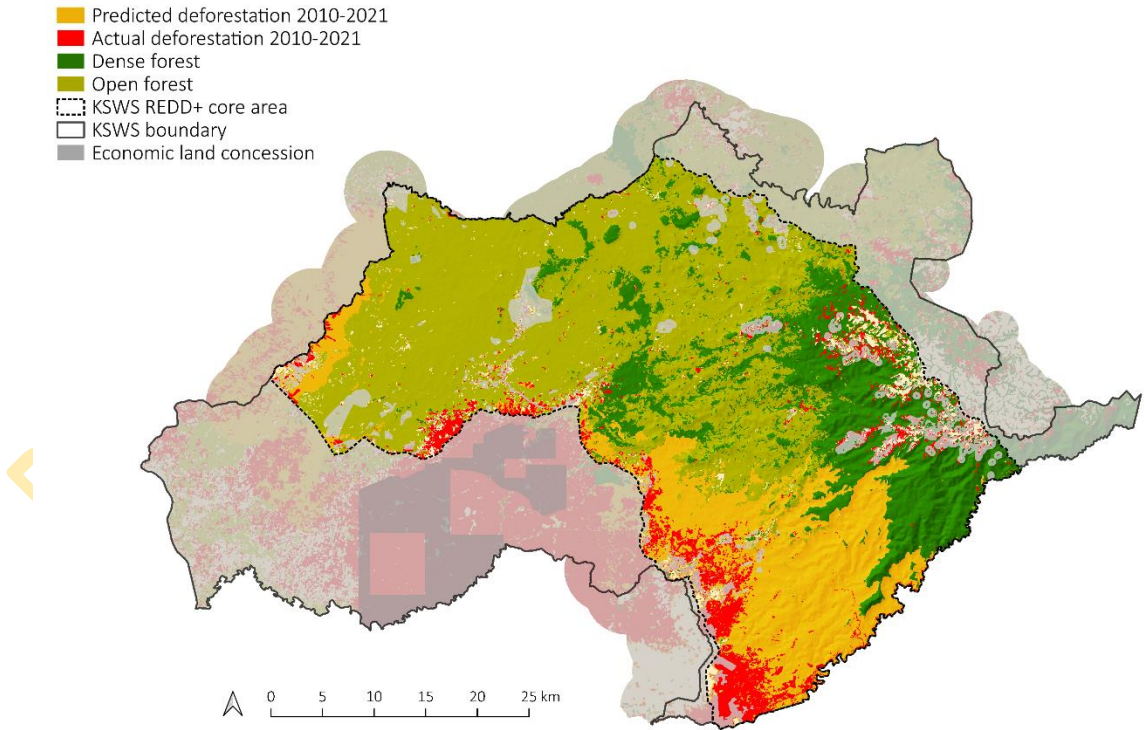 Predicted deforestation 2010-2021
Actual deforestation 2010-2021
Dense forest
Open forest
KSWS REDD+ core area
KSWS boundary
Economic land concession
0 5 10 15 20 25 km